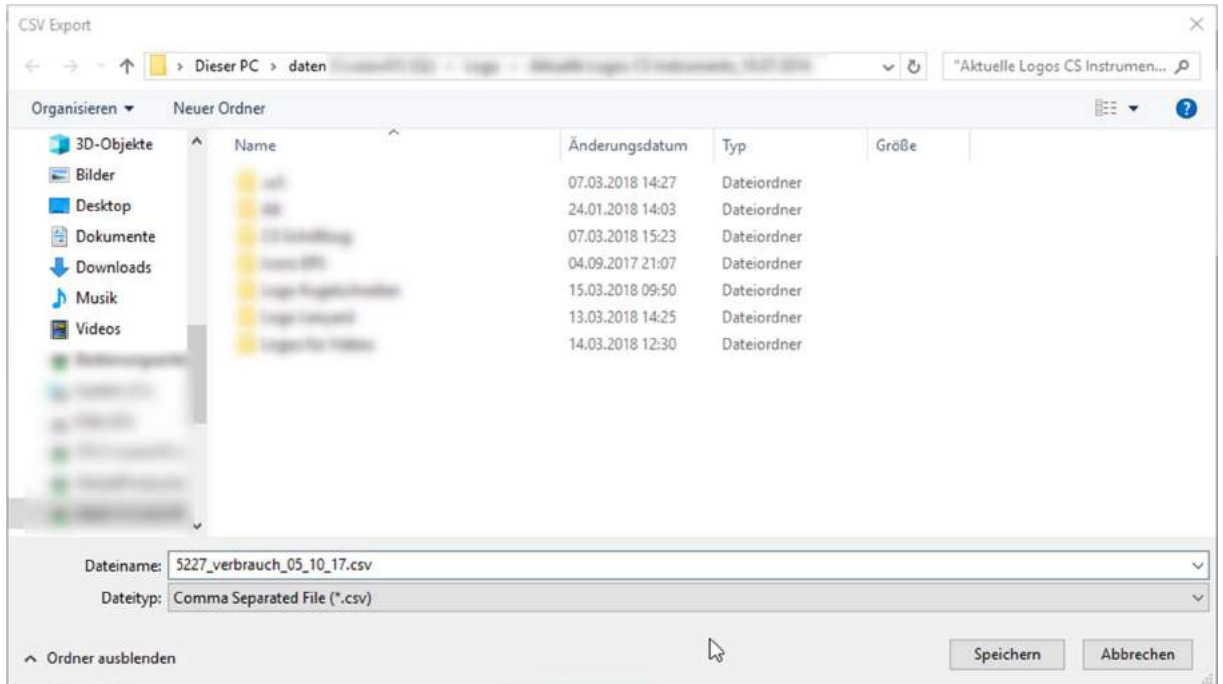 CSV Export
Dieser PC > daten
"Aktuelle Logos CS Instrumen...
Organisieren Neuer Ordner
Name Änderungsdatum Typ Größe
3D-Objekte
Bilder
Desktop
Dokumente
Downloads
Musik
Videos
07.03.2018 14:27 Dateiordner
24.01.2018 14:03 Dateiordner
07.03.2018 15:23 Dateiordner
04.09.2017 21:07 Dateiordner
15.03.2018 09:50 Dateiordner
13.03.2018 14:25 Dateiordner
14.03.2018 12:30 Dateiordner
Dateiname: 5227_verbrauch_05_10_17.csv
Dateityp: Comma Separated File (*.csv)
Ordner ausblenden
Speichern Abbrechen